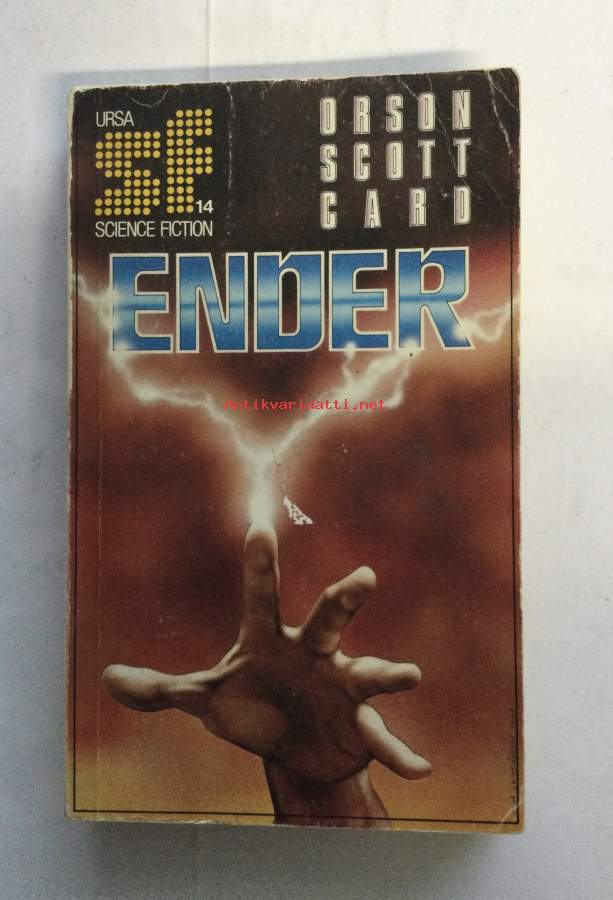 URSA
SF
14
SCIENCE FICTION
ORSON
SCOTT
CARD
ENDER
Antikvariaatti.net